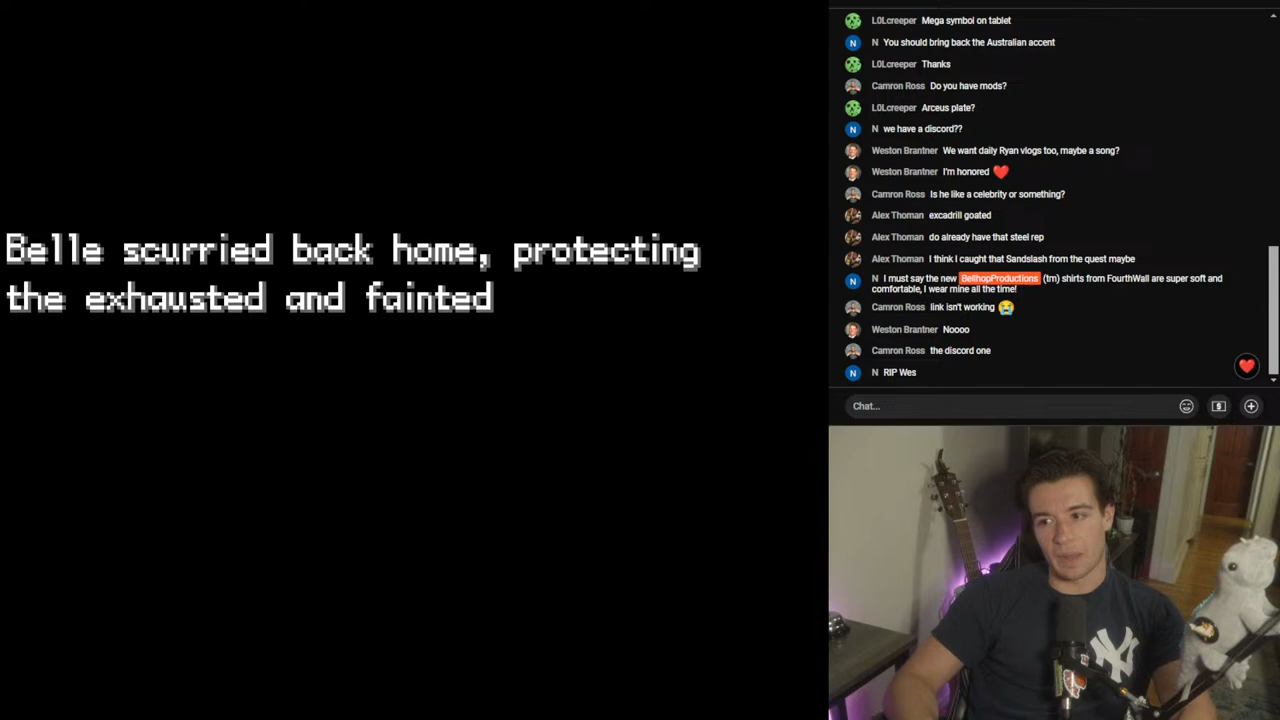 Belle scurried back home, protecting
the exhausted and fainted
L0Lcreeper Mega symbol on tablet
N N You should bring back the Australian accent
L0Lcreeper Thanks
Camron Ross Do you have mods?
L0Lcreeper Arceus plate?
N N we have a discord??
Weston Brantner We want daily Ryan vlogs too, maybe a song?
Weston Brantner I'm honored ❤️
Camron Ross Is he like a celebrity or something?
Alex Thoman excadrill goated
Alex Thoman do already have that steel rep
Alex Thoman I think I caught that Sandslash from the quest maybe
N N I must say the new BellhopProductions (tm) shirts from FourthWall are super soft and
comfortable, I wear mine all the time!
Camron Ross link isn't working 😭
Weston Brantner Noooo
Camron Ross the discord one
N N RIP Wes
Chat...
NY